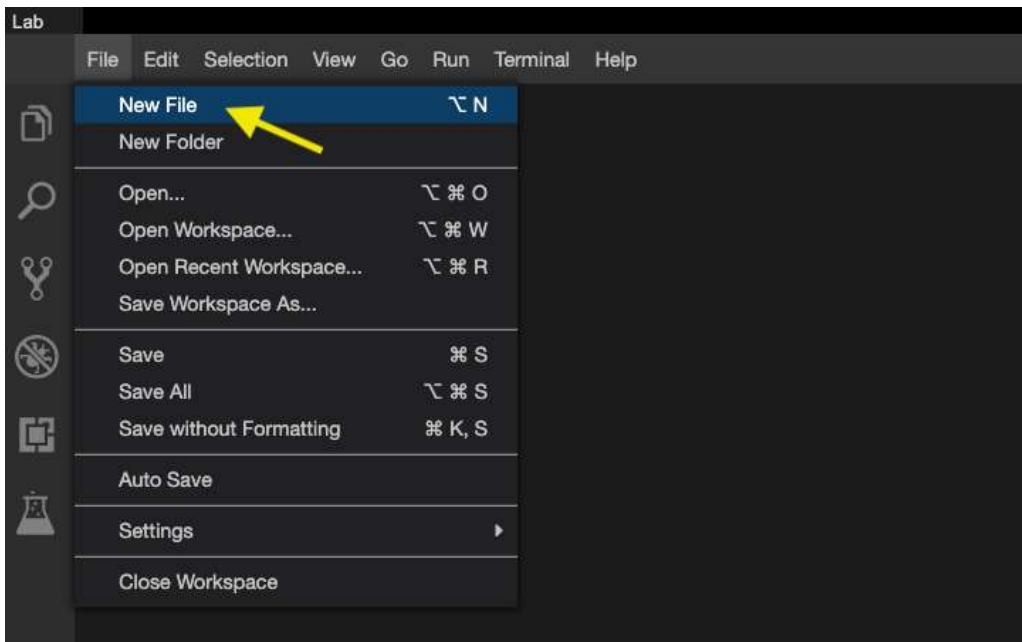 Lab
File Edit Selection View Go Run Terminal Help
New File ⌥ N
New Folder
Open... ⌥ ⌘ O
Open Workspace... ⌥ ⌘ W
Open Recent Workspace... ⌥ ⌘ R
Save Workspace As...
Save ⌘ S
Save All ⌥ ⌘ S
Save without Formatting ⌘ K, S
Auto Save
Settings
Close Workspace